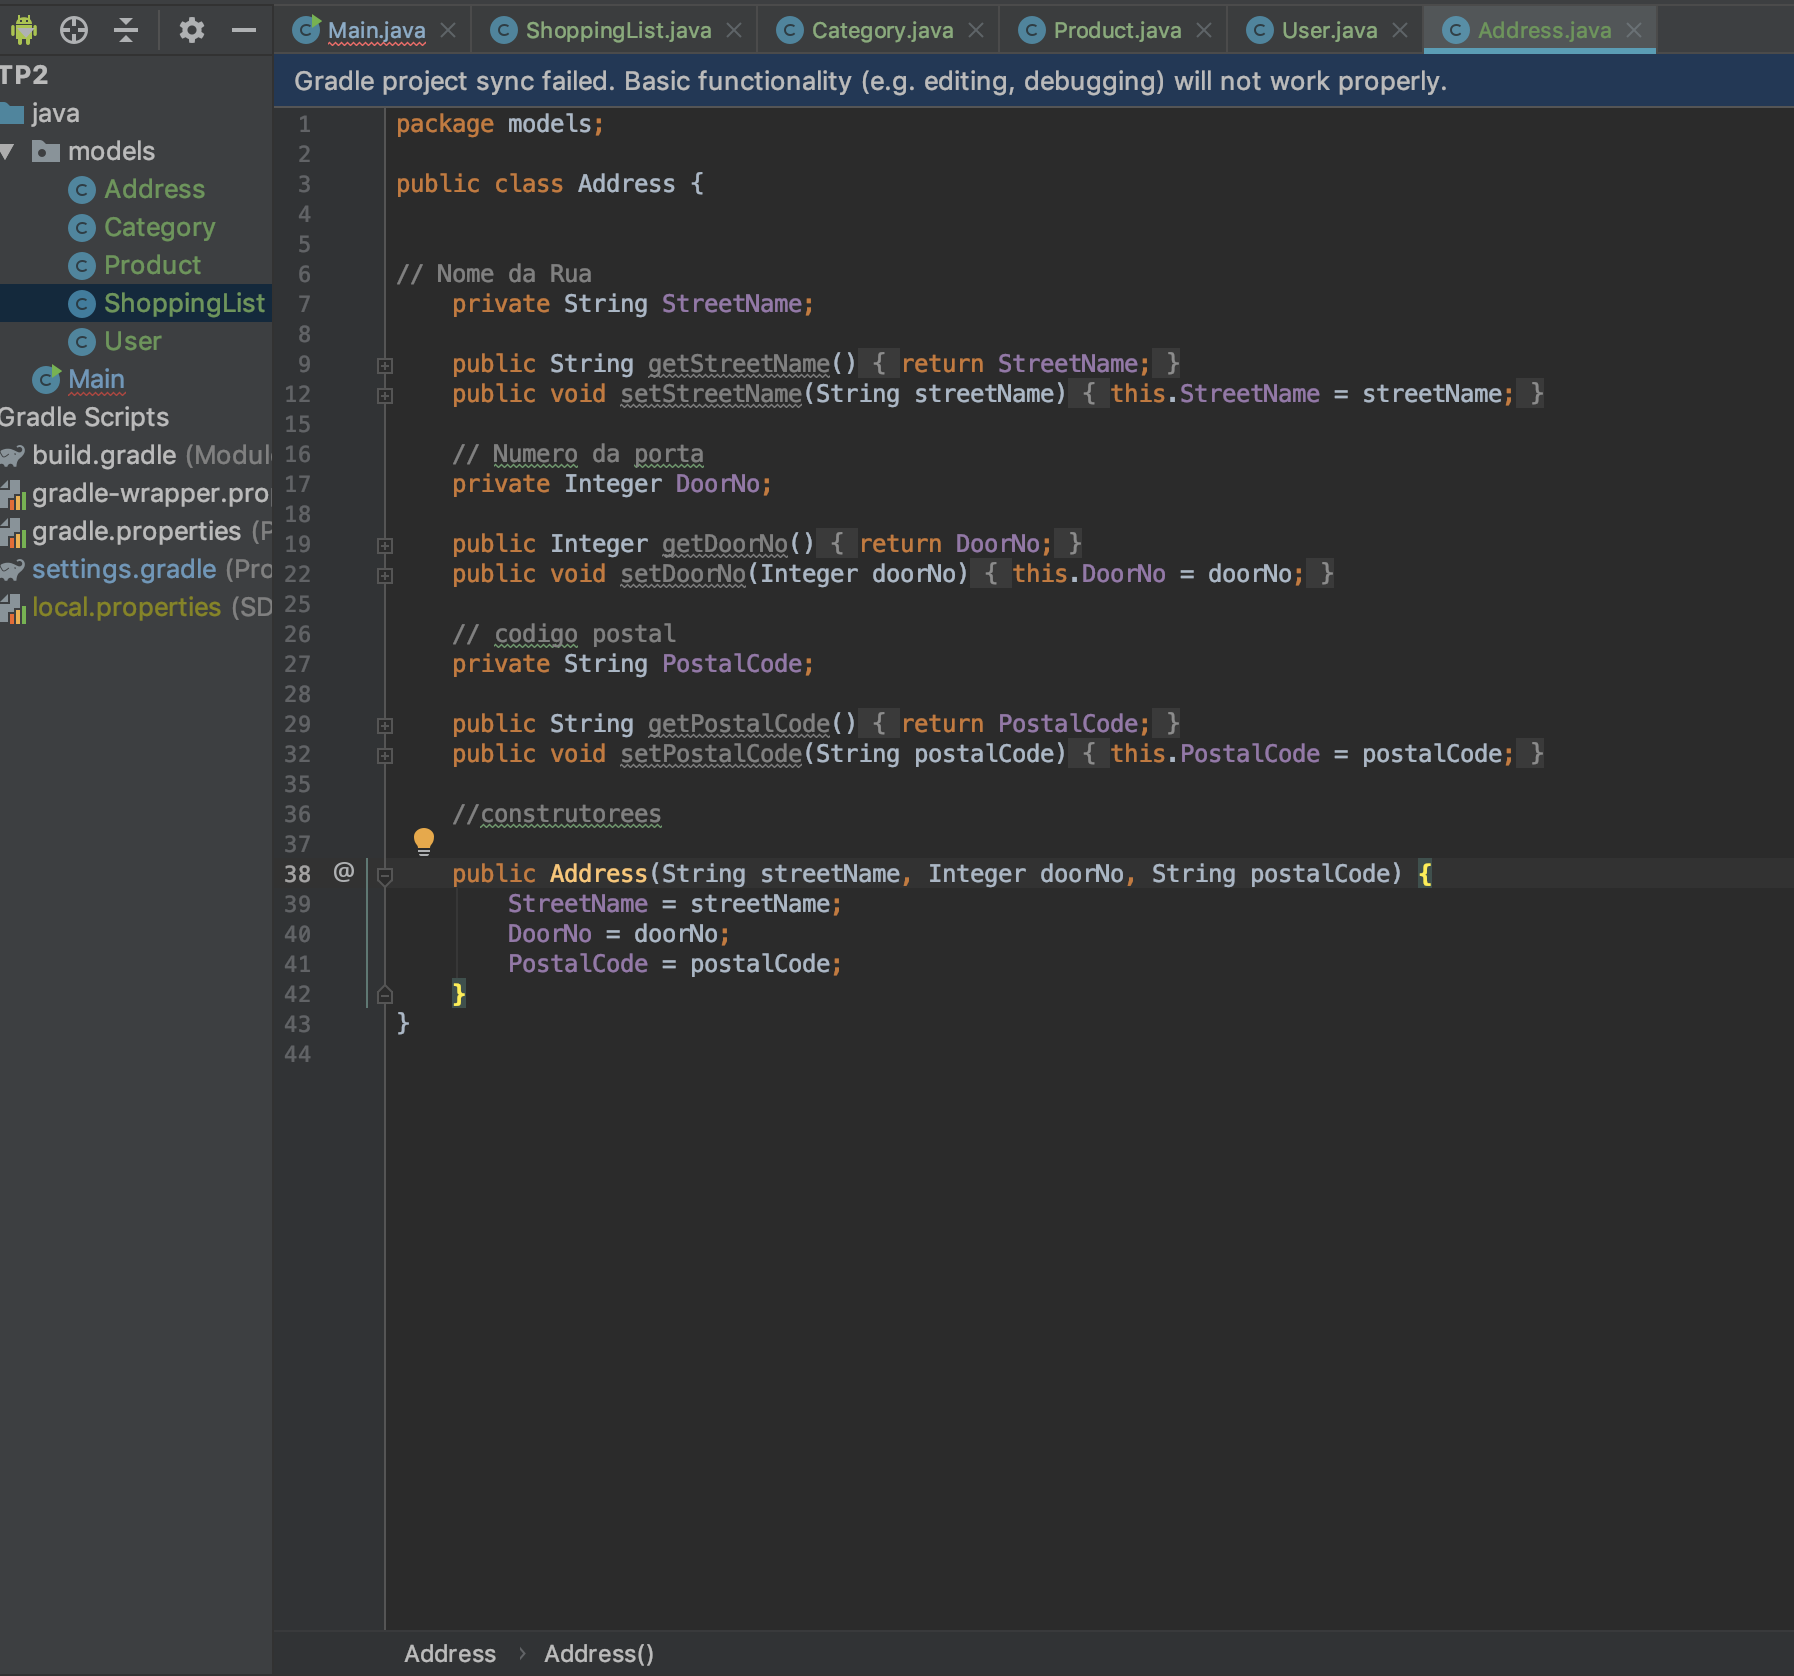 Main.java ShoppingList.java Category.java Product.java User.java Address.java
TP2
java
models
Address
Category
Product
ShoppingList
User
Main
Gradle Scripts
build.gradle (Modul
gradle-wrapper.pro
gradle.properties (P
settings.gradle (Pro
local.properties (SD
Gradle project sync failed. Basic functionality (e.g. editing, debugging) will not work properly.
1 package models;
2
3 public class Address {
4
5
6 // Nome da Rua
7 private String StreetName;
8
9 public String getStreetName() { return StreetName; }
12 public void setStreetName(String streetName) { this.StreetName = streetName; }
15
16 // Numero da porta
17 private Integer DoorNo;
18
19 public Integer getDoorNo() { return DoorNo; }
22 public void setDoorNo(Integer doorNo) { this.DoorNo = doorNo; }
25
26 // codigo postal
27 private String PostalCode;
28
29 public String getPostalCode() { return PostalCode; }
32 public void setPostalCode(String postalCode) { this.PostalCode = postalCode; }
35
36 //construtorees
37
38 @ public Address(String streetName, Integer doorNo, String postalCode) {
39 StreetName = streetName;
40 DoorNo = doorNo;
41 PostalCode = postalCode;
42 }
43 }
44
Address › Address()